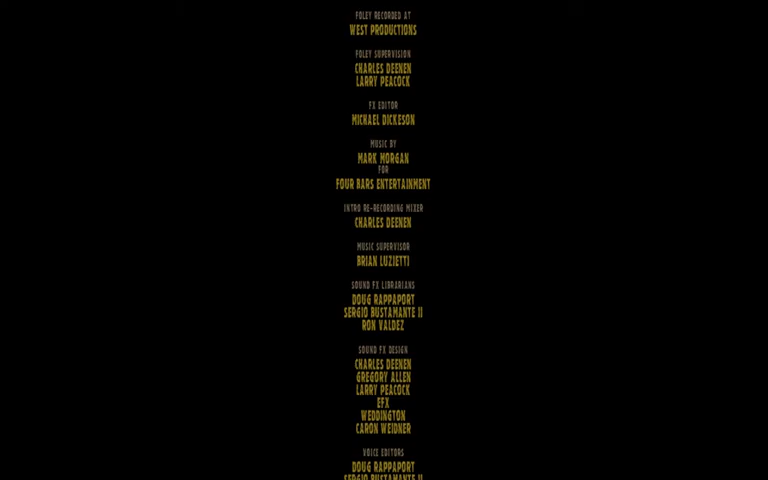 FOLEY RECORDED AT
WEST PRODUCTIONS
FOLEY SUPERVISION
CHARLES DEENEN
LARRY PEACOCK
FX EDITOR
MICHAEL DICKESON
MUSIC BY
MARK MORGAN
FOR
FOUR BARS ENTERTAINMENT
INTRO RE-RECORDING MIXER
CHARLES DEENEN
MUSIC SUPERVISOR
BRIAN LUZIETTI
SOUND FX LIBRARIANS
DOUG RAPPAPORT
SERGIO BUSTAMANTE II
RON VALDEZ
SOUND FX DESIGN
CHARLES DEENEN
GREGORY ALLEN
LARRY PEACOCK
EFX
WEDDINGTON
CARON WEIDNER
VOICE EDITORS
DOUG RAPPAPORT
SERGIO BUSTAMANTE II